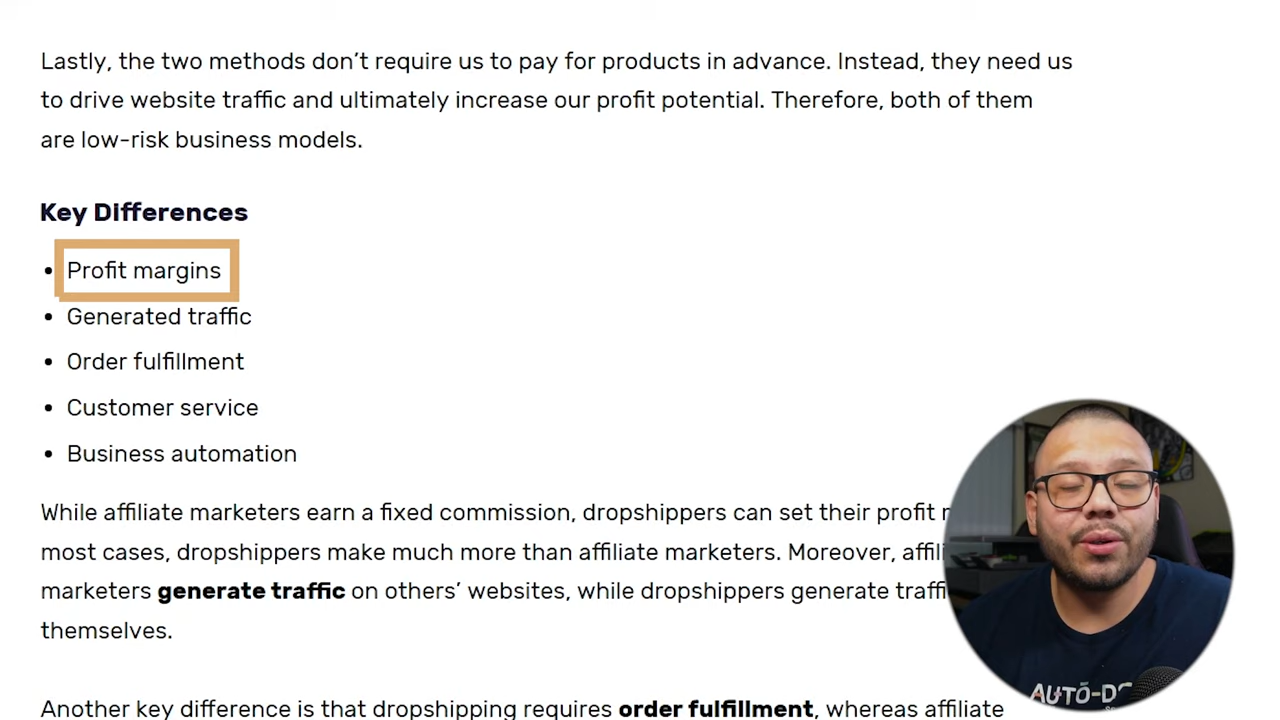 Lastly, the two methods don’t require us to pay for products in advance. Instead, they need us
to drive website traffic and ultimately increase our profit potential. Therefore, both of them
are low-risk business models.
Key Differences
• Profit margins
• Generated traffic
• Order fulfillment
• Customer service
• Business automation
While affiliate marketers earn a fixed commission, dropshippers can set their profit
most cases, dropshippers make much more than affiliate marketers. Moreover,
marketers generate traffic on others’ websites, while dropshippers generate
themselves.
Another key difference is that dropshipping requires order fulfillment, whereas affiliate